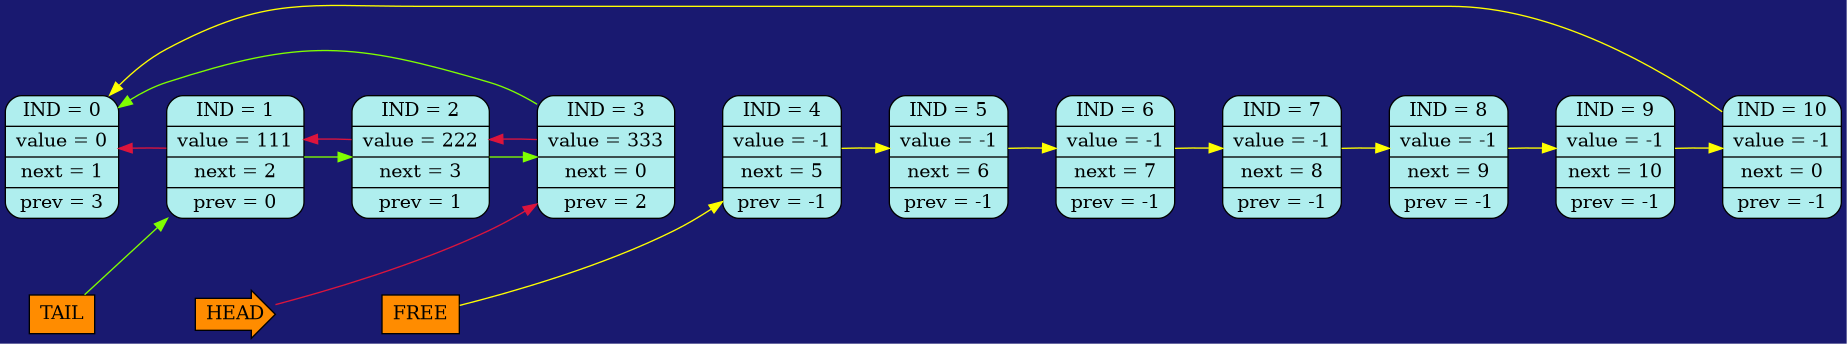 IND = 0
value = 0
next = 1
prev = 3
IND = 1
value = 111
next = 2
prev = 0
IND = 2
value = 222
next = 3
prev = 1
IND = 3
value = 333
next = 0
prev = 2
IND = 4
value = -1
next = 5
prev = -1
IND = 5
value = -1
next = 6
prev = -1
IND = 6
value = -1
next = 7
prev = -1
IND = 7
value = -1
next = 8
prev = -1
IND = 8
value = -1
next = 9
prev = -1
IND = 9
value = -1
next = 10
prev = -1
IND = 10
value = -1
next = 0
prev = -1
TAIL
HEAD
FREE